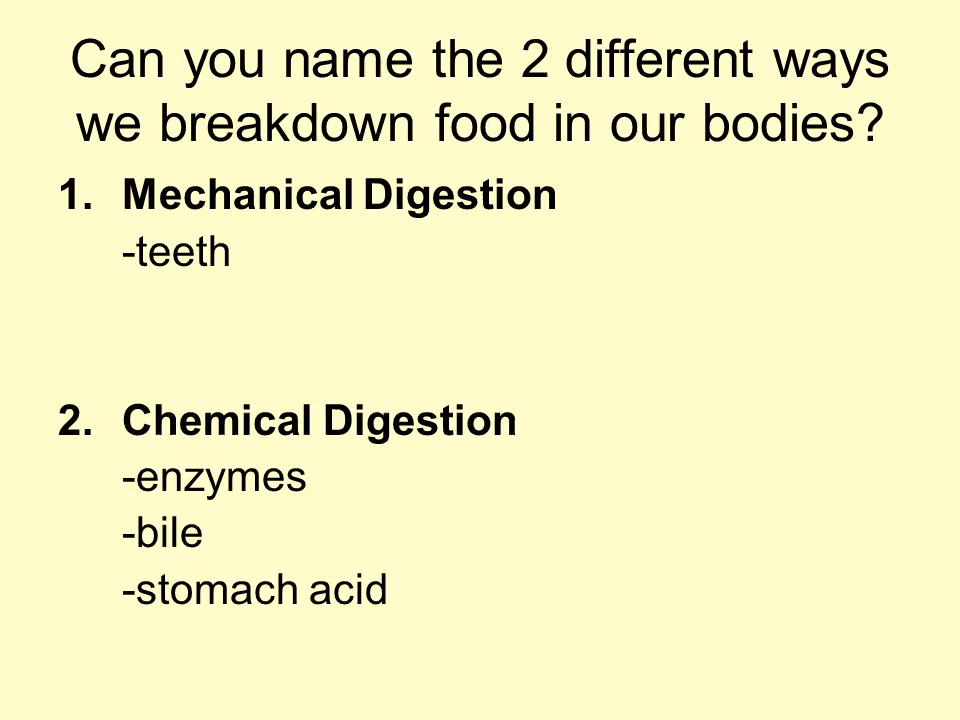 Can you name the 2 different ways
we breakdown food in our bodies?
1. Mechanical Digestion
-teeth
2. Chemical Digestion
-enzymes
-bile
-stomach acid